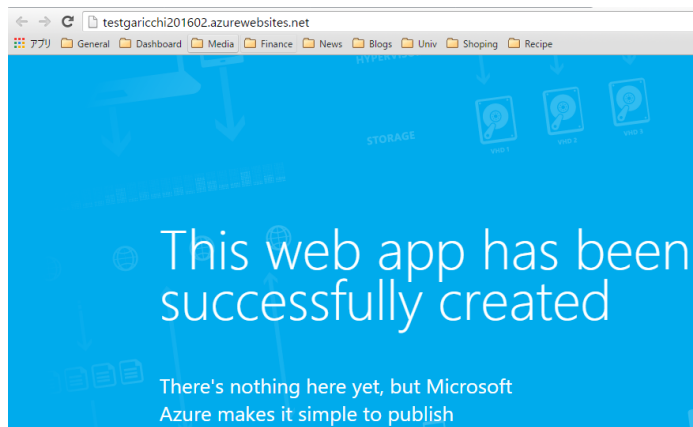 testgaricchi201602.azurewebsites.net
アプリ General Dashboard Media Finance News Blogs Univ Shoping Recipe
HYPERVISOR
STORAGE
VHD 1 VHD 2 VHD 3
This web app has been
successfully created
There's nothing here yet, but Microsoft
Azure makes it simple to publish